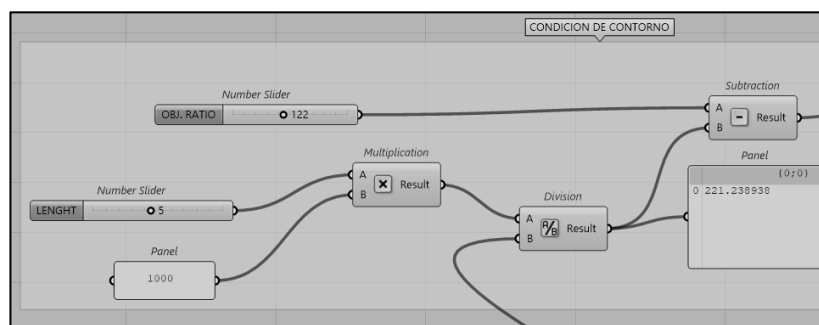 CONDICION DE CONTORNO
Subtraction
Number Slider
A
B
Result
OBJ. RATIO
122
Multiplication
Panel
A
B
Result
{0;0}
0 221.238938
Number Slider
Division
LENGHT
5
A
B
A/B
Result
Panel
1000